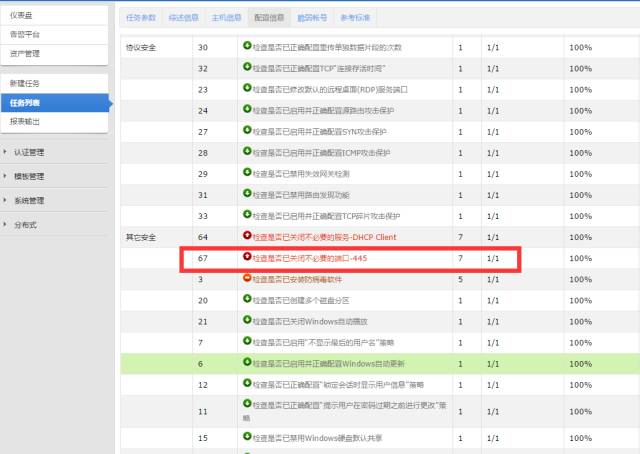 仪表盘
告警平台
资产管理
新建任务
任务列表
报表输出
认证管理
模板管理
系统管理
分布式
任务参数 综述信息 主机信息 配置信息 脆弱帐号 参考标准
协议安全 30 检查是否已正确配置重传单独数据片段的次数 1 1/1 100%
32 检查是否已正确配置TCP"连接存活时间" 1 1/1 100%
23 检查是否已修改默认的远程桌面(RDP)服务端口 1 1/1 100%
24 检查是否已启用并正确配置源路由攻击保护 1 1/1 100%
27 检查是否已启用并正确配置SYN攻击保护 1 1/1 100%
28 检查是否已启用并正确配置ICMP攻击保护 1 1/1 100%
29 检查是否已禁用失效网关检测 1 1/1 100%
31 检查是否已禁用路由发现功能 1 1/1 100%
33 检查是否已启用并正确配置TCP碎片攻击保护 1 1/1 100%
其它安全 64 检查是否已关闭不必要的服务-DHCP Client 7 1/1 100%
67 检查是否已关闭不必要的端口-445 7 1/1 100%
3 检查是否已安装防病毒软件 5 1/1 100%
20 检查是否已创建多个磁盘分区 1 1/1 100%
21 检查是否已关闭Windows自动播放 1 1/1 100%
7 检查是否已启用"不显示最后的用户名"策略 1 1/1 100%
6 检查是否已启用并正确配置Windows自动更新 1 1/1 100%
12 检查是否已正确配置"锁定会话时显示用户信息"策略 1 1/1 100%
11 检查是否已正确配置"提示用户在密码过期之前进行更改"策略 1 1/1 100%
15 检查是否已禁用Windows硬盘默认共享 1 1/1 100%